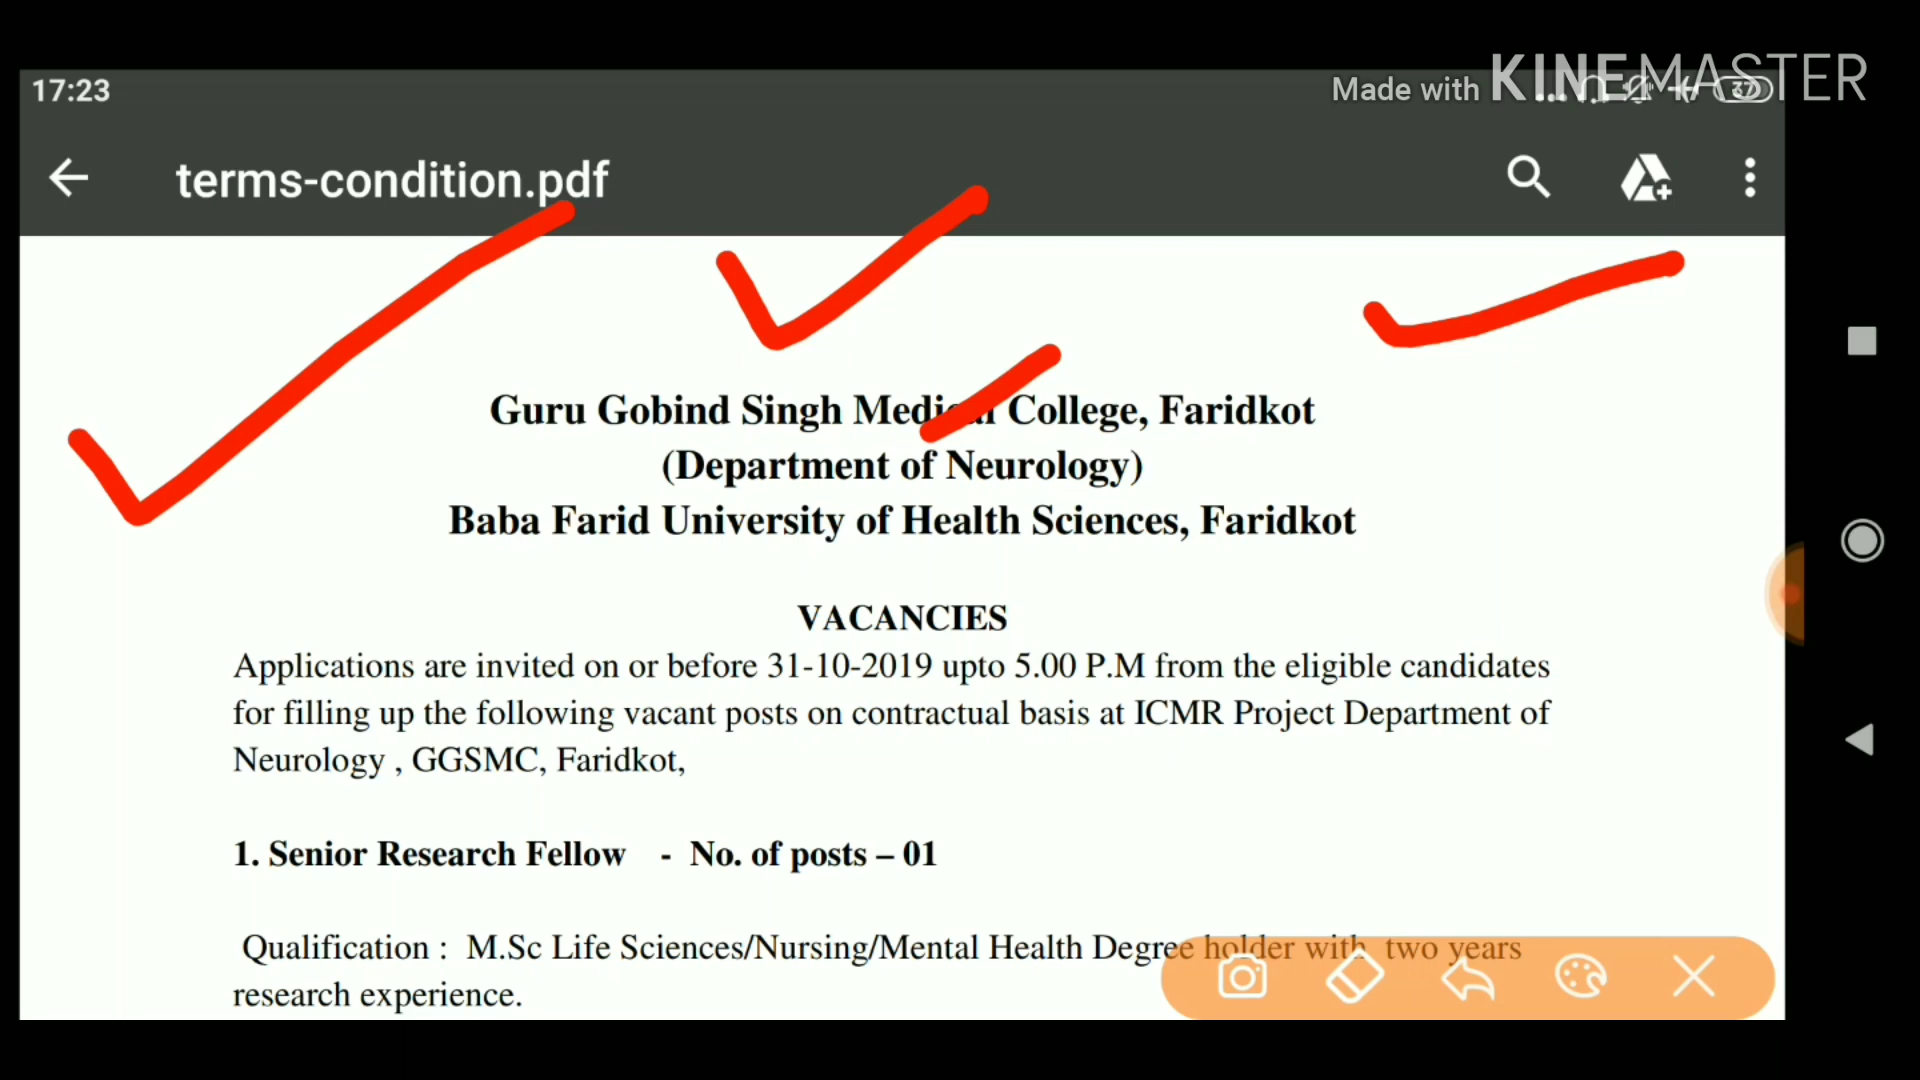 17:23
Made with KINEMASTER
37
terms-condition.pdf
Guru Gobind Singh Medical College, Faridkot
(Department of Neurology)
Baba Farid University of Health Sciences, Faridkot
VACANCIES
Applications are invited on or before 31-10-2019 upto 5.00 P.M from the eligible candidates
for filling up the following vacant posts on contractual basis at ICMR Project Department of
Neurology , GGSMC, Faridkot,
1. Senior Research Fellow - No. of posts – 01
Qualification : M.Sc Life Sciences/Nursing/Mental Health Degree holder with two years
research experience.